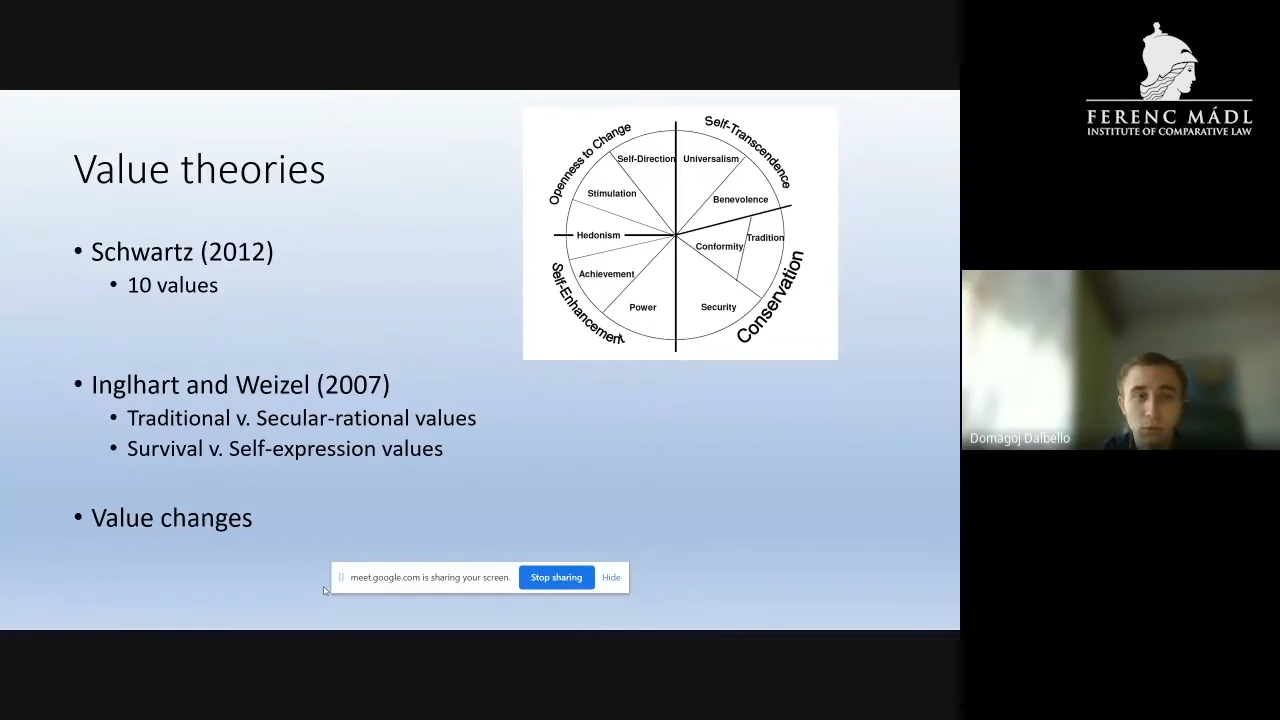 Value theories
• Schwartz (2012)
• 10 values
• Inglhart and Weizel (2007)
• Traditional v. Secular-rational values
• Survival v. Self-expression values
• Value changes
Openness to Change
Self-Transcendence
Self-Direction
Universalism
Stimulation
Benevolence
Hedonism
Conformity
Tradition
Achievement
Power
Security
Self-Enhancement
Conservation
meet.google.com is sharing your screen.
Stop sharing
Hide
FERENC MÁDL
INSTITUTE OF COMPARATIVE LAW
Domagoj Dalbello